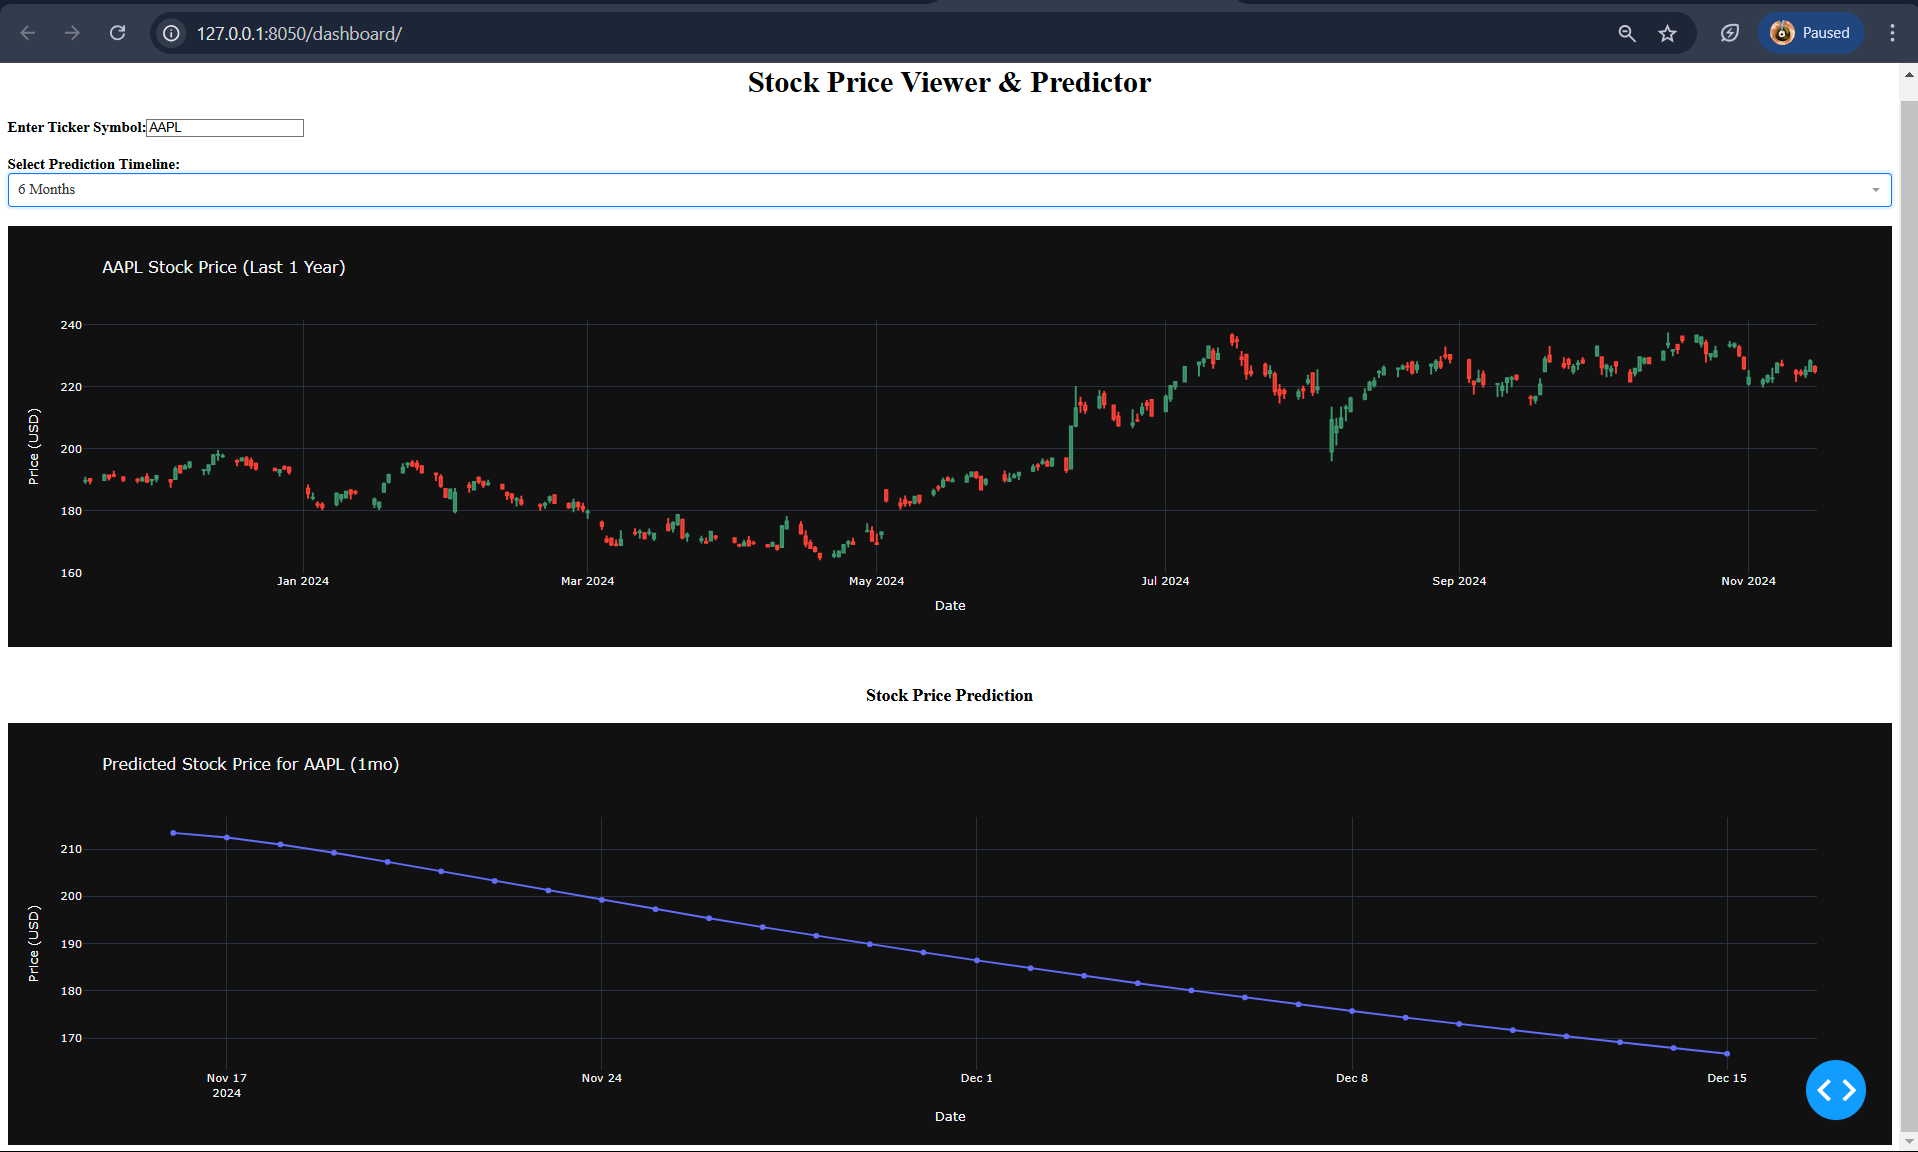 127.0.0.1:8050/dashboard/
Paused
Stock Price Viewer & Predictor
Enter Ticker Symbol: AAPL
Select Prediction Timeline:
6 Months
AAPL Stock Price (Last 1 Year)
240
220
200
180
160
Price (USD)
Jan 2024 Mar 2024 May 2024 Jul 2024 Sep 2024 Nov 2024
Date
Stock Price Prediction
Predicted Stock Price for AAPL (1mo)
210
200
190
180
170
Price (USD)
Nov 17 Nov 24 Dec 1 Dec 8 Dec 15
2024
Date